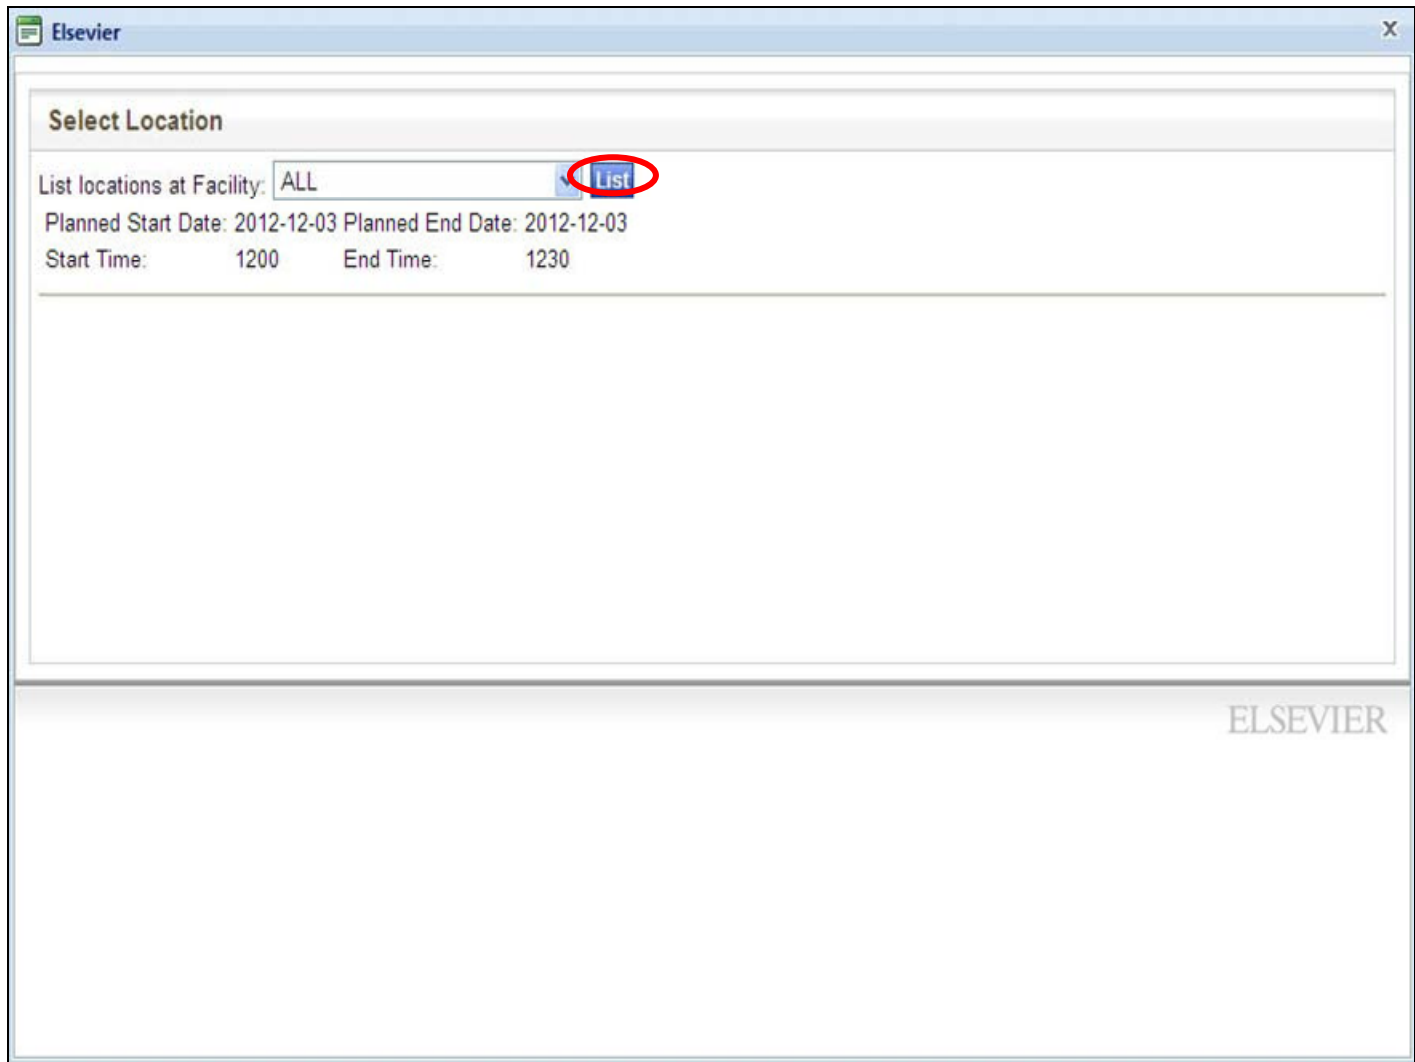 Elsevier x
Select Location
List locations at Facility: ALL List
Planned Start Date: 2012-12-03 Planned End Date: 2012-12-03
Start Time: 1200 End Time: 1230
ELSEVIER